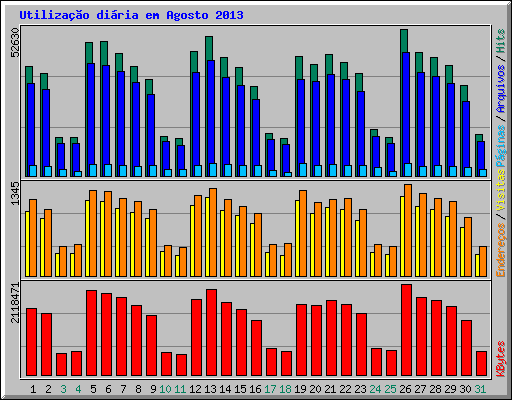 Utilização diária em Agosto 2013
52630
1345
2118471
Endereços / Visitas Páginas / Arquivos / Hits
KBytes
1 2 3 4 5 6 7 8 9 10 11 12 13 14 15 16 17 18 19 20 21 22 23 24 25 26 27 28 29 30 31